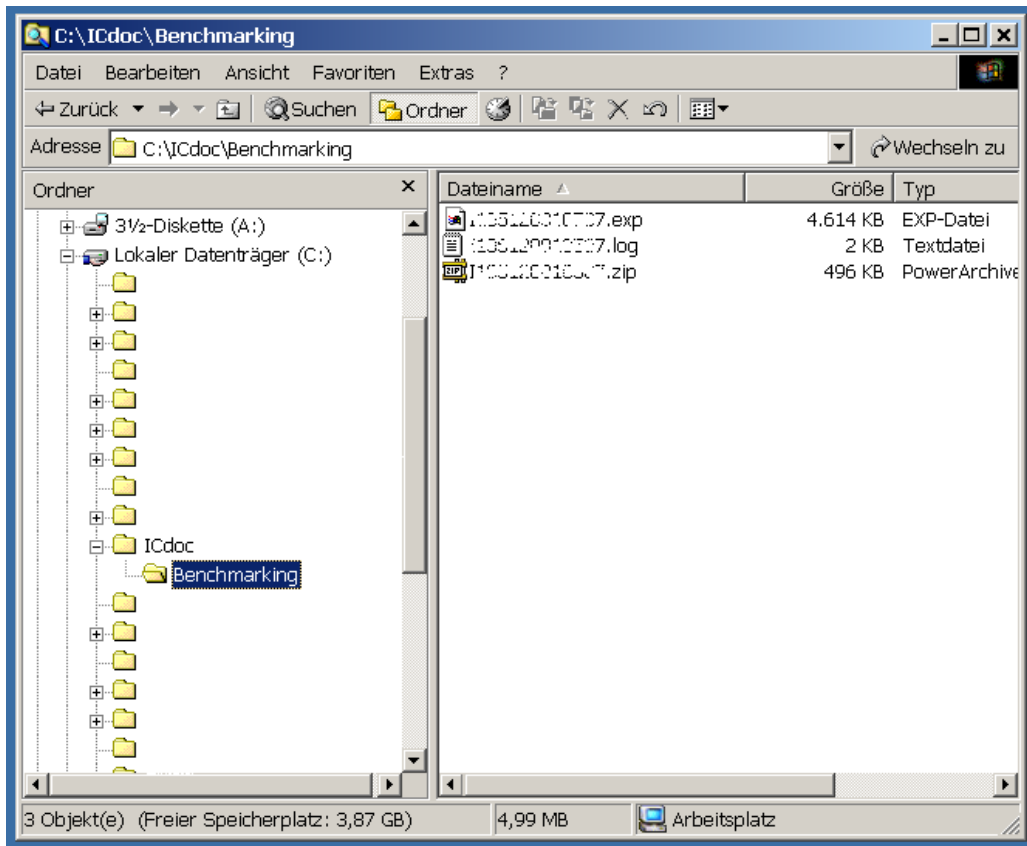 C:\ICdoc\Benchmarking
Datei Bearbeiten Ansicht Favoriten Extras ?
Zurück Suchen Ordner
Adresse C:\ICdoc\Benchmarking Wechseln zu
Ordner
3½-Diskette (A:)
Lokaler Datenträger (C:)
ICdoc
Benchmarking
Dateiname Größe Typ
.exp 4.614 KB EXP-Datei
.log 2 KB Textdatei
.zip 496 KB PowerArchive
3 Objekt(e) (Freier Speicherplatz: 3,87 GB) 4,99 MB Arbeitsplatz